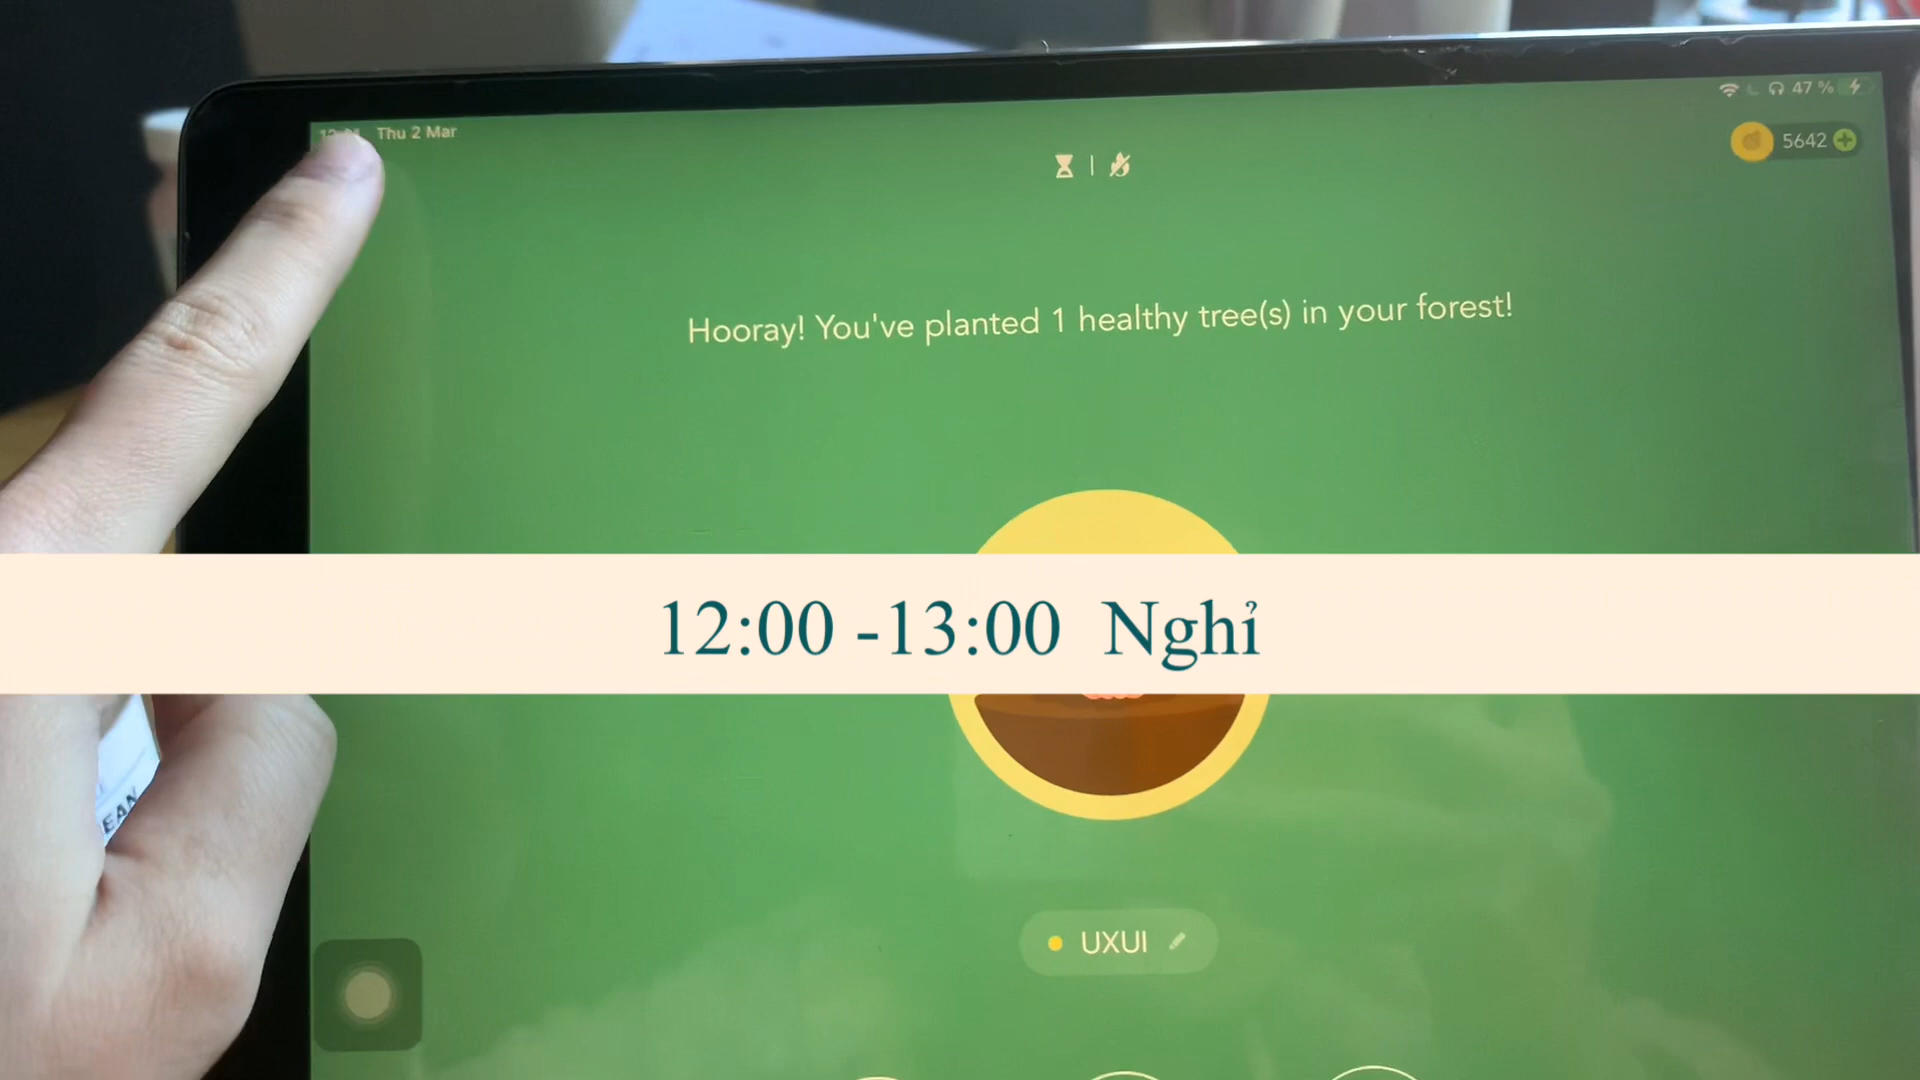 Thu 2 Mar
47 %
5642
Hooray! You've planted 1 healthy tree(s) in your forest!
12:00 -13:00 Nghỉ
EAN
UXUI